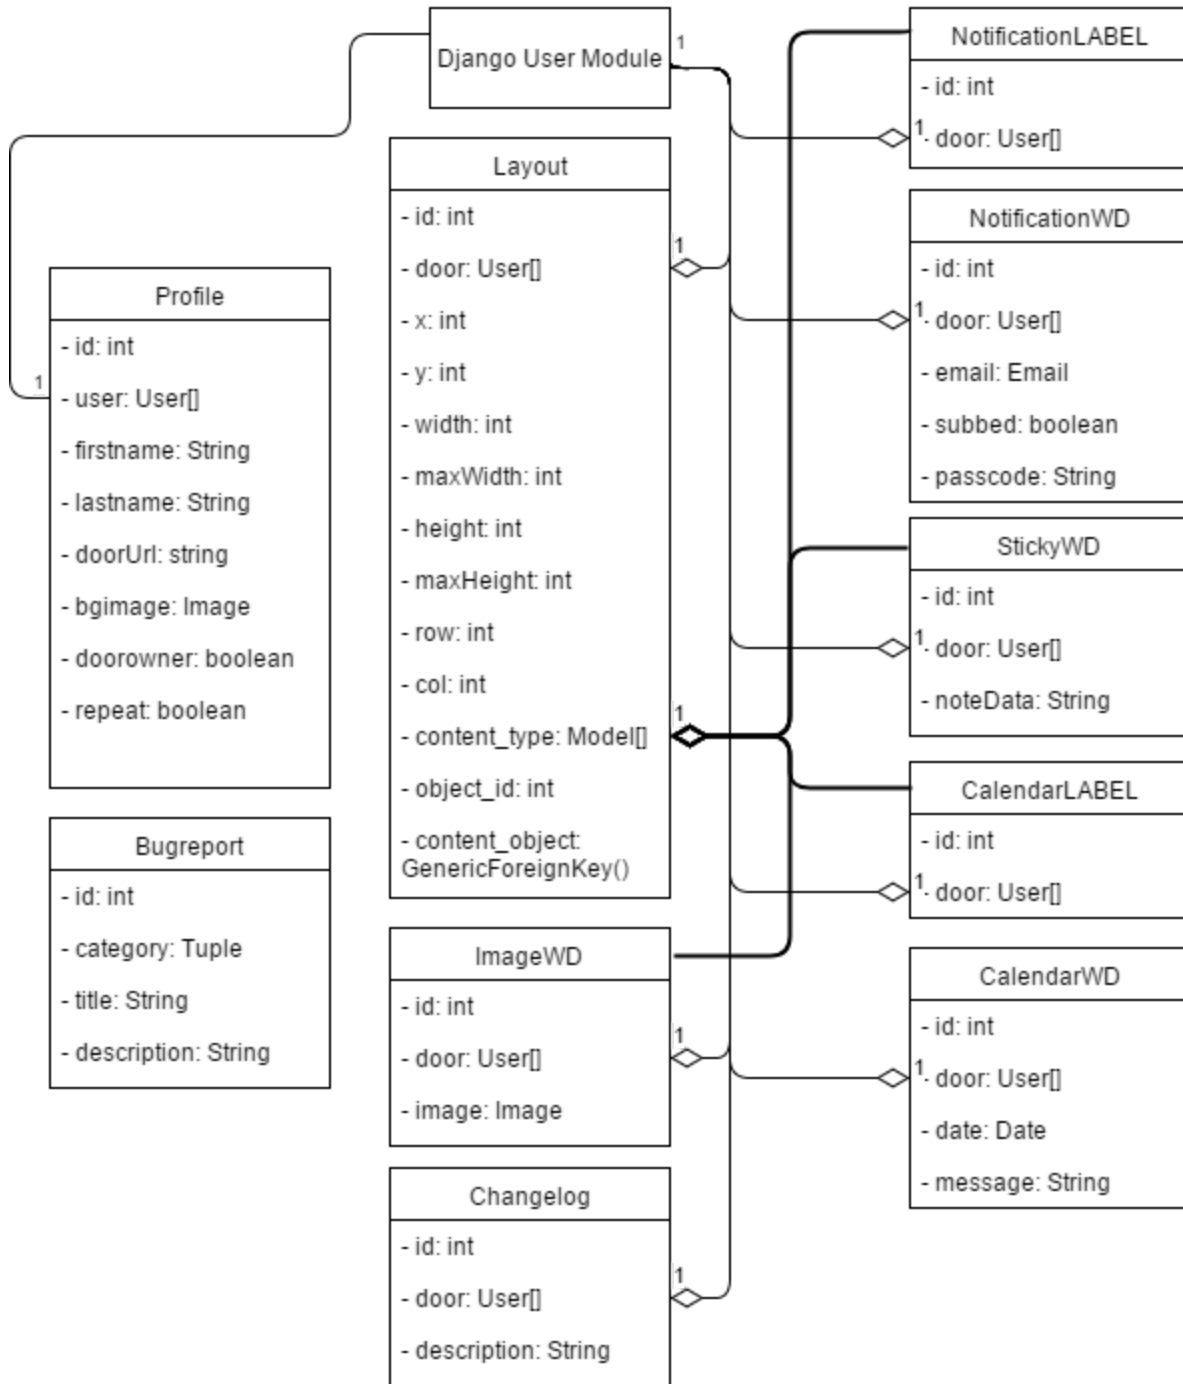 Django User Module
1
NotificationLABEL
- id: int
1
- door: User[]
Layout
- id: int
1
- door: User[]
- x: int
- y: int
- width: int
- maxWidth: int
- height: int
- maxHeight: int
- row: int
- col: int
1
- content_type: Model[]
- object_id: int
- content_object:
GenericForeignKey()
NotificationWD
- id: int
1
- door: User[]
- email: Email
- subbed: boolean
- passcode: String
Profile
- id: int
1
- user: User[]
- firstname: String
- lastname: String
- doorUrl: string
- bgimage: Image
- doorowner: boolean
- repeat: boolean
StickyWD
- id: int
1
- door: User[]
- noteData: String
CalendarLABEL
- id: int
1
- door: User[]
Bugreport
- id: int
- category: Tuple
- title: String
- description: String
ImageWD
- id: int
1
- door: User[]
- image: Image
CalendarWD
- id: int
1
- door: User[]
- date: Date
- message: String
Changelog
- id: int
1
- door: User[]
- description: String